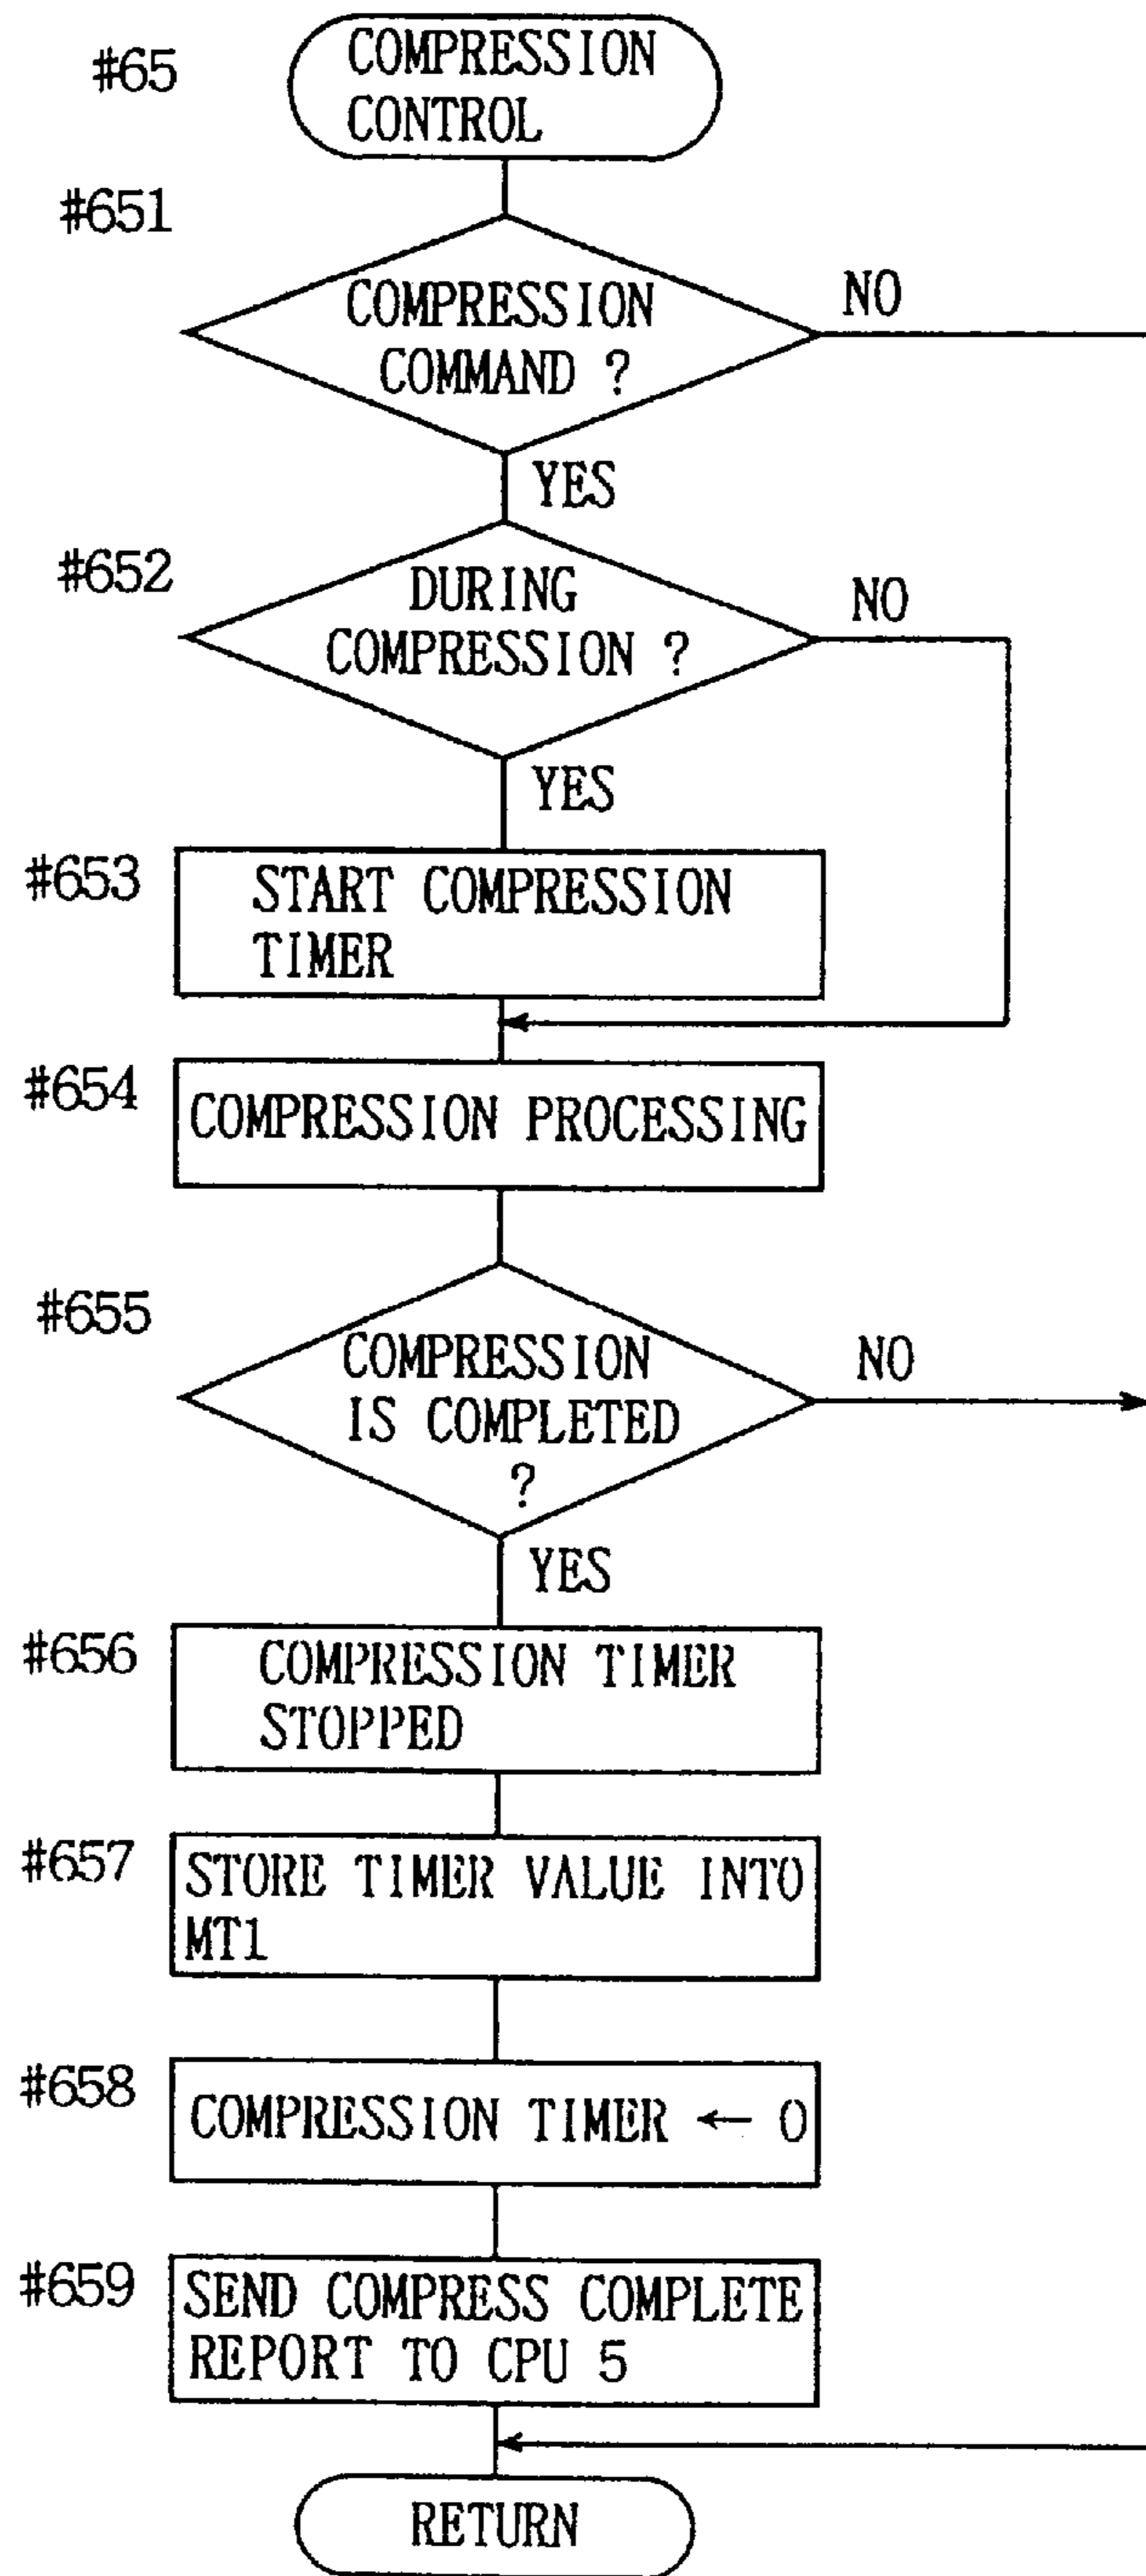 #65
COMPRESSION
CONTROL
#651
COMPRESSION
COMMAND ?
NO
YES
#652
DURING
COMPRESSION ?
NO
YES
#653
START COMPRESSION
TIMER
#654
COMPRESSION PROCESSING
#655
COMPRESSION
IS COMPLETED
?
NO
YES
#656
COMPRESSION TIMER
STOPPED
#657
STORE TIMER VALUE INTO
MT1
#658
COMPRESSION TIMER ← 0
#659
SEND COMPRESS COMPLETE
REPORT TO CPU 5
RETURN